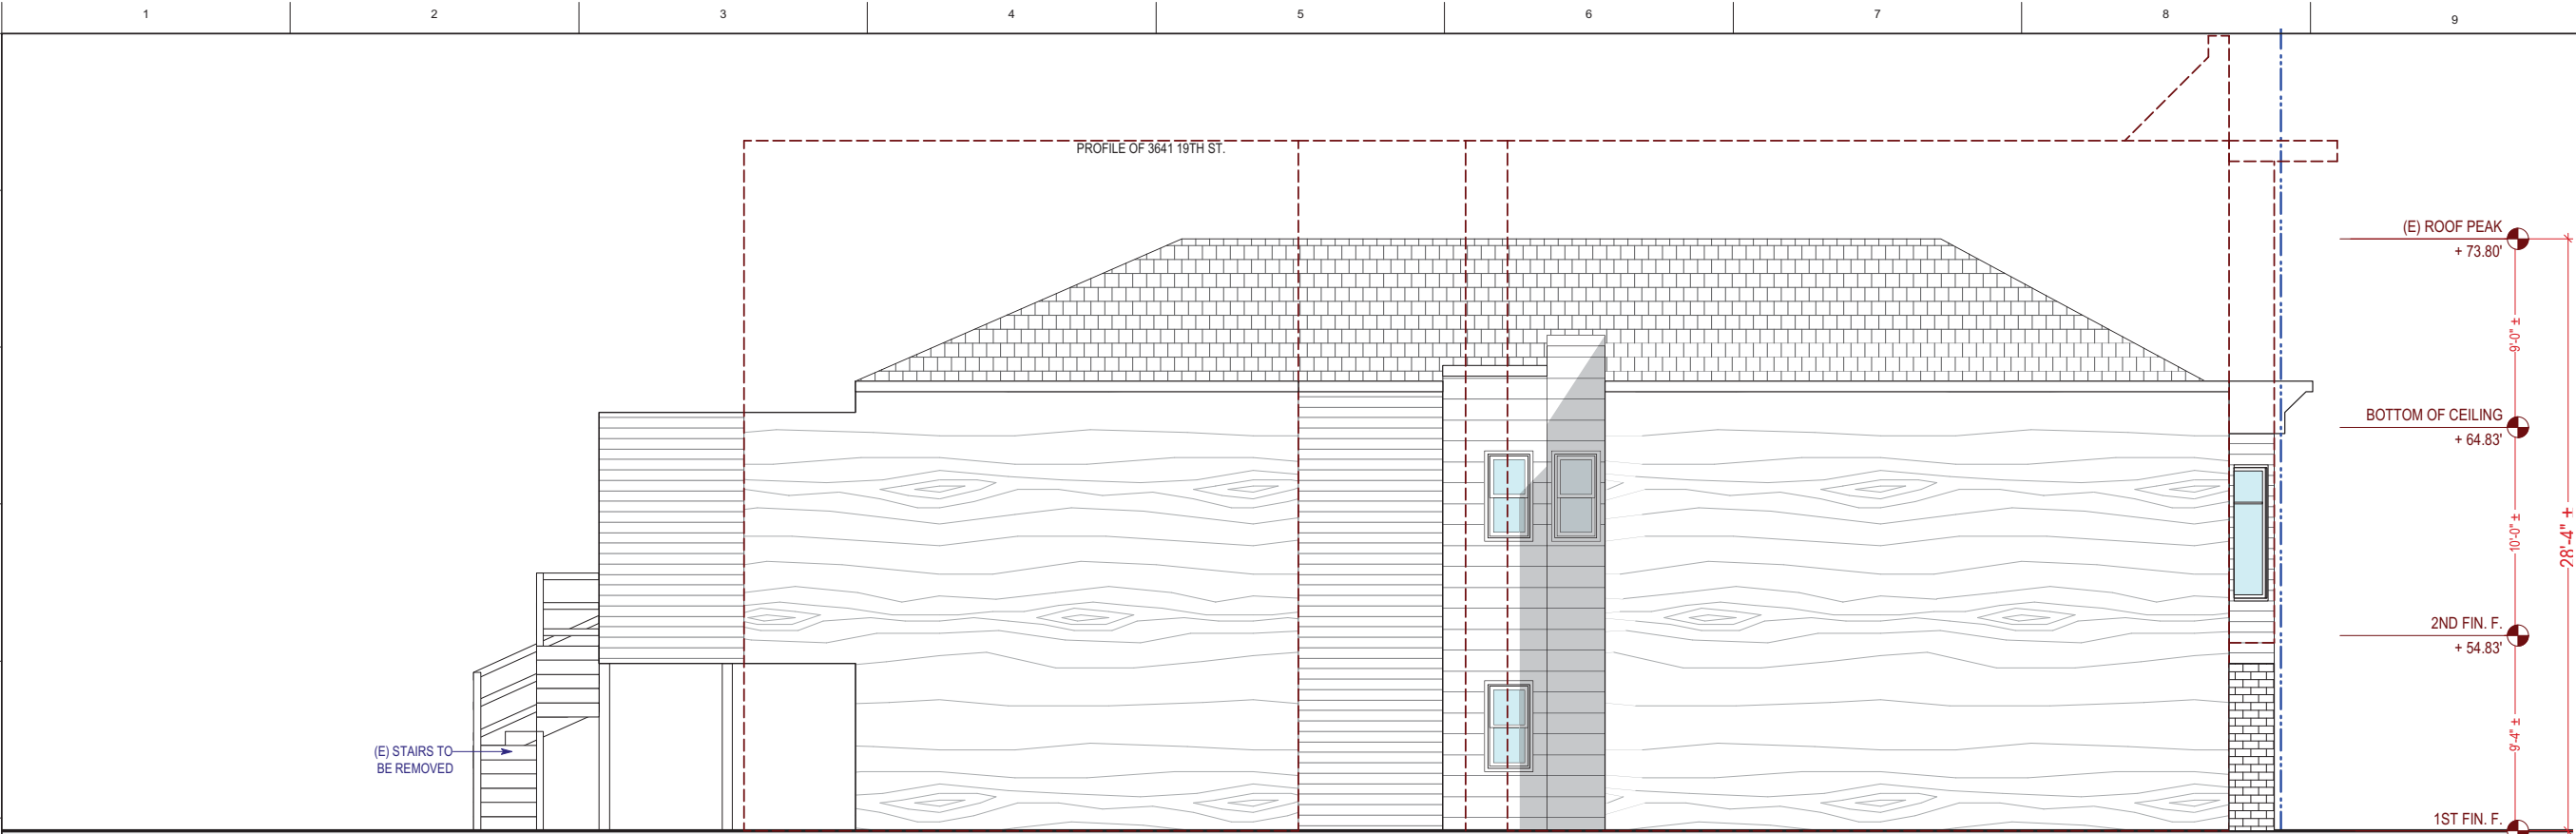 1 2 3 4 5 6 7 8 9
PROFILE OF 3641 19TH ST.
(E) ROOF PEAK
+ 73.80'
9'-0" ±
BOTTOM OF CEILING
+ 64.83'
10'-0" ±
28'-4" ±
2ND FIN. F.
+ 54.83'
9'-4" ±
(E) STAIRS TO
BE REMOVED
1ST FIN. F.